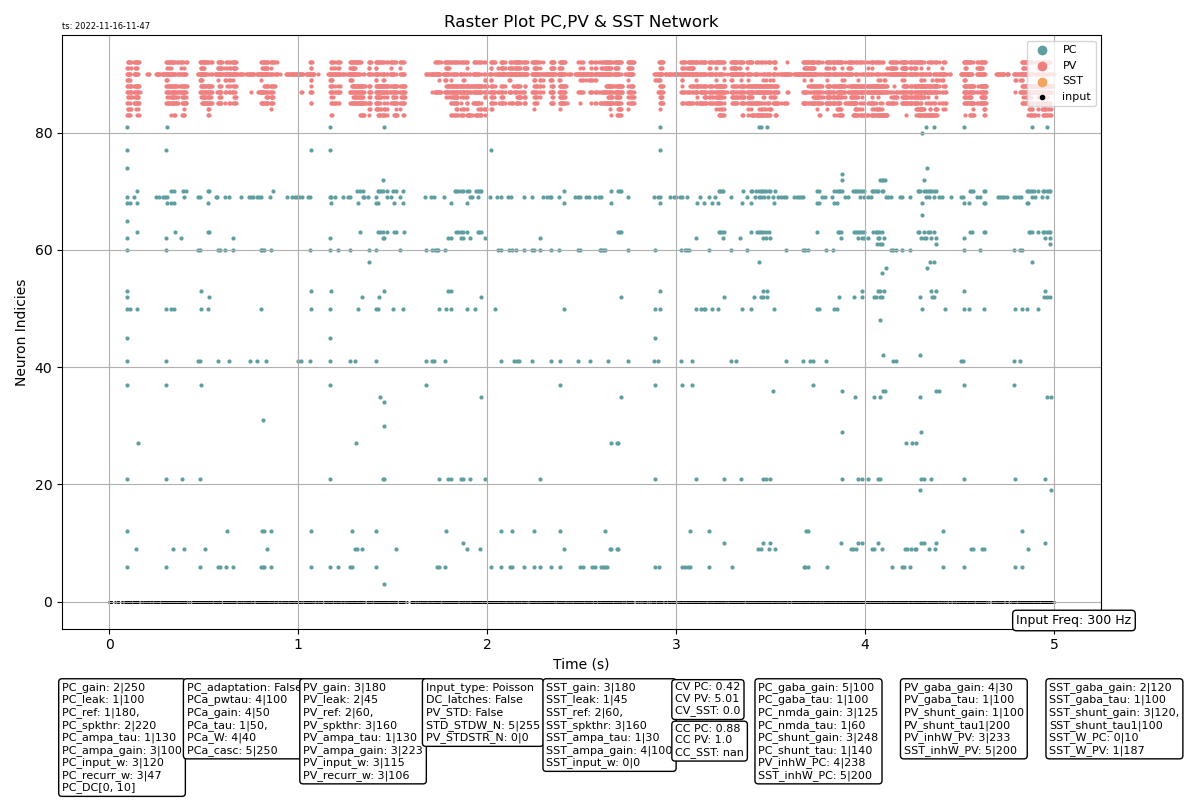 ts: 2022-11-16-11-47
Raster Plot PC,PV & SST Network
PC
PV
SST
input
Neuron Indicies
80
60
40
20
0
0
1
2
3
4
5
Time (s)
Input Freq: 300 Hz
PC_gain: 2|250
PC_leak: 1|100
PC_ref: 1|180,
PC_spkthr: 2|220
PC_ampa_tau: 1|130
PC_ampa_gain: 3|100
PC_input_w: 3|120
PC_recurr_w: 3|47
PC_DC[0, 10]
PC_adaptation: False
PCa_pwtau: 4|100
PCa_gain: 4|50
PCa_tau: 1|50,
PCa_W: 4|40
PCa_casc: 5|250
PV_gain: 3|180
PV_leak: 2|45
PV_ref: 2|60,
PV_spkthr: 3|160
PV_ampa_tau: 1|130
PV_ampa_gain: 3|223
PV_input_w: 3|115
PV_recurr_w: 3|106
Input_type: Poisson
DC_latches: False
PV_STD: False
STD_STDW_N: 5|255
PV_STDSTR_N: 0|0
SST_gain: 3|180
SST_leak: 1|45
SST_ref: 2|60,
SST_spkthr: 3|160
SST_ampa_tau: 1|30
SST_ampa_gain: 4|100
SST_input_w: 0|0
CV PC: 0.42
CV PV: 5.01
CV_SST: 0.0
CC PC: 0.88
CC PV: 1.0
CC_SST: nan
PC_gaba_gain: 5|100
PC_gaba_tau: 1|100
PC_nmda_gain: 3|125
PC_nmda_tau: 1|60
PC_shunt_gain: 3|248
PC_shunt_tau: 1|140
PV_inhW_PC: 4|238
SST_inhW_PC: 5|200
PV_gaba_gain: 4|30
PV_gaba_tau: 1|100
PV_shunt_gain: 1|100
PV_shunt_tau1|200
PV_inhW_PV: 3|233
SST_inhW_PV: 5|200
SST_gaba_gain: 2|120
SST_gaba_tau: 1|100
SST_shunt_gain: 3|120,
SST_shunt_tau1|100
SST_W_PC: 0|10
SST_W_PV: 1|187